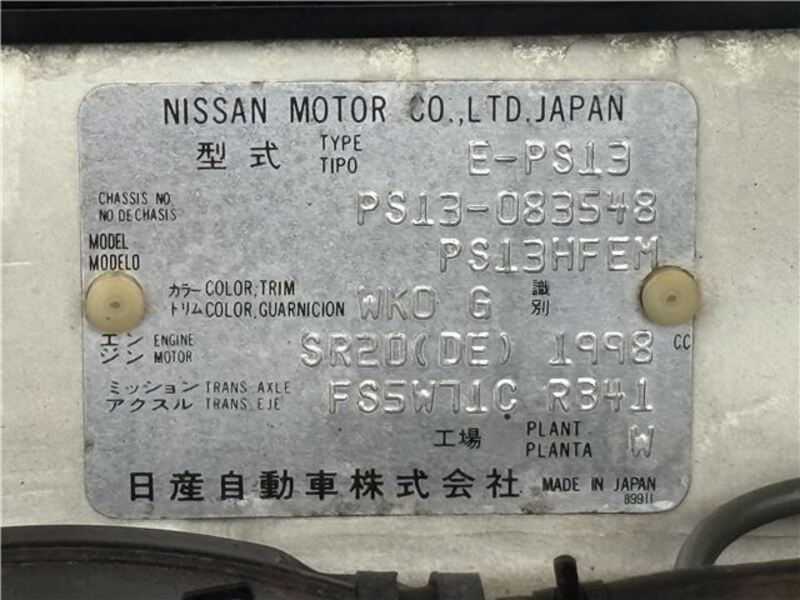 NISSAN MOTOR CO.,LTD.JAPAN
型式 TYPE TIPO E-PS13
CHASSIS NO NO DE CHASIS PS13-083548
MODEL MODELO PS13HFEM
カラー COLOR,TRIM トリム COLOR,GUARNICION WK0 G 識別
エンジン ENGINE MOTOR SR20(DE) 1998 CC
ミッション TRANS. AXLE アクスル TRANS. EJE FS5W71C R341
工場 PLANT PLANTA W
日産自動車株式会社 MADE IN JAPAN
89911